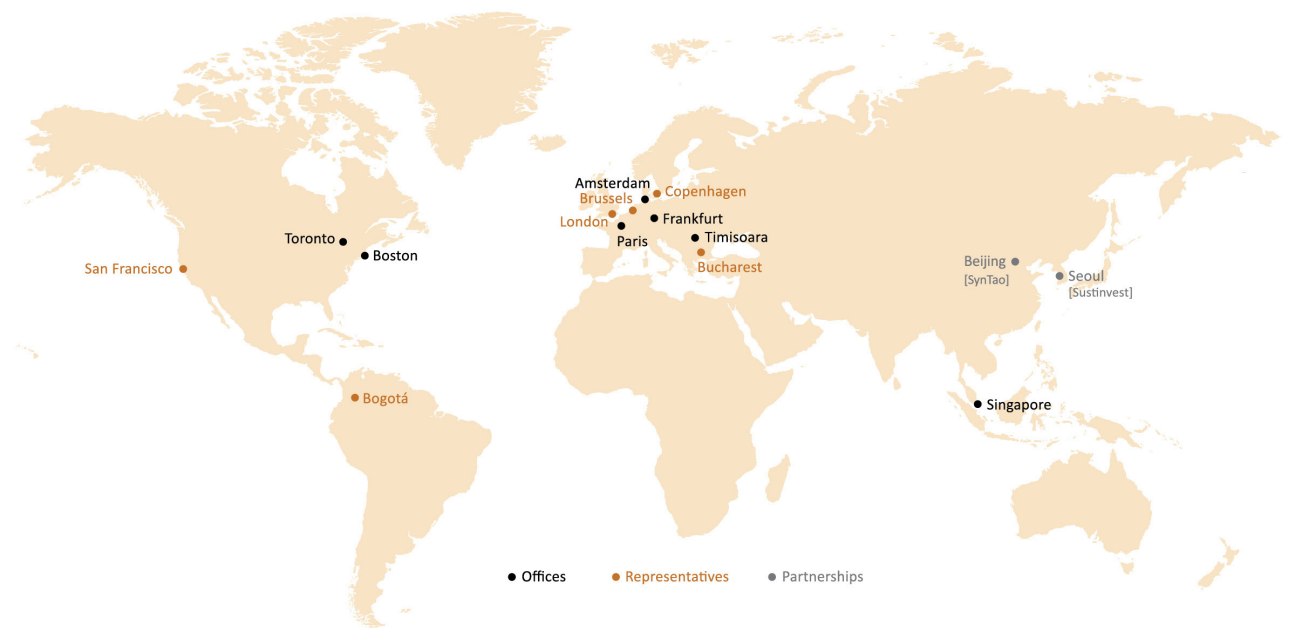 Amsterdam
Copenhagen
Brussels
London
Frankfurt
Paris
Timisoara
Bucharest
Toronto
Boston
San Francisco
Beijing
[SynTao]
Seoul
[Sustinvest]
Bogotá
Singapore
Offices
Representatives
Partnerships